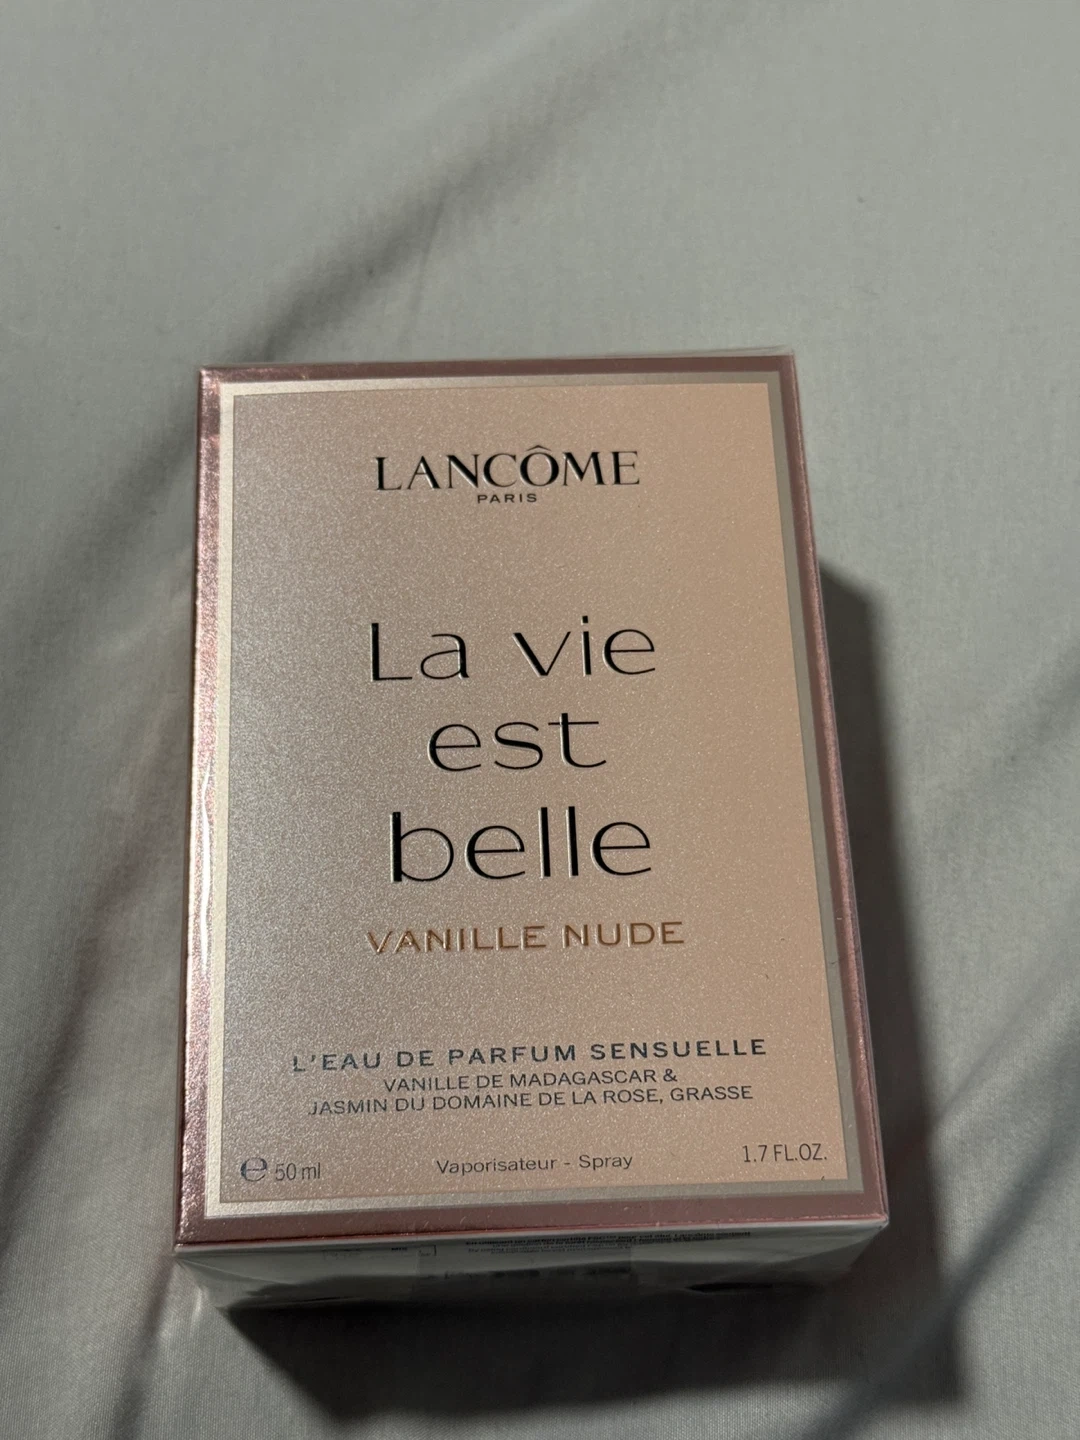 LANCÔME
PARIS
La vie
est
belle
VANILLE NUDE
L'EAU DE PARFUM SENSUELLE
VANILLE DE MADAGASCAR &
JASMIN DU DOMAINE DE LA ROSE, GRASSE
℮ 50 ml
Vaporisateur - Spray
1.7 FL.OZ.